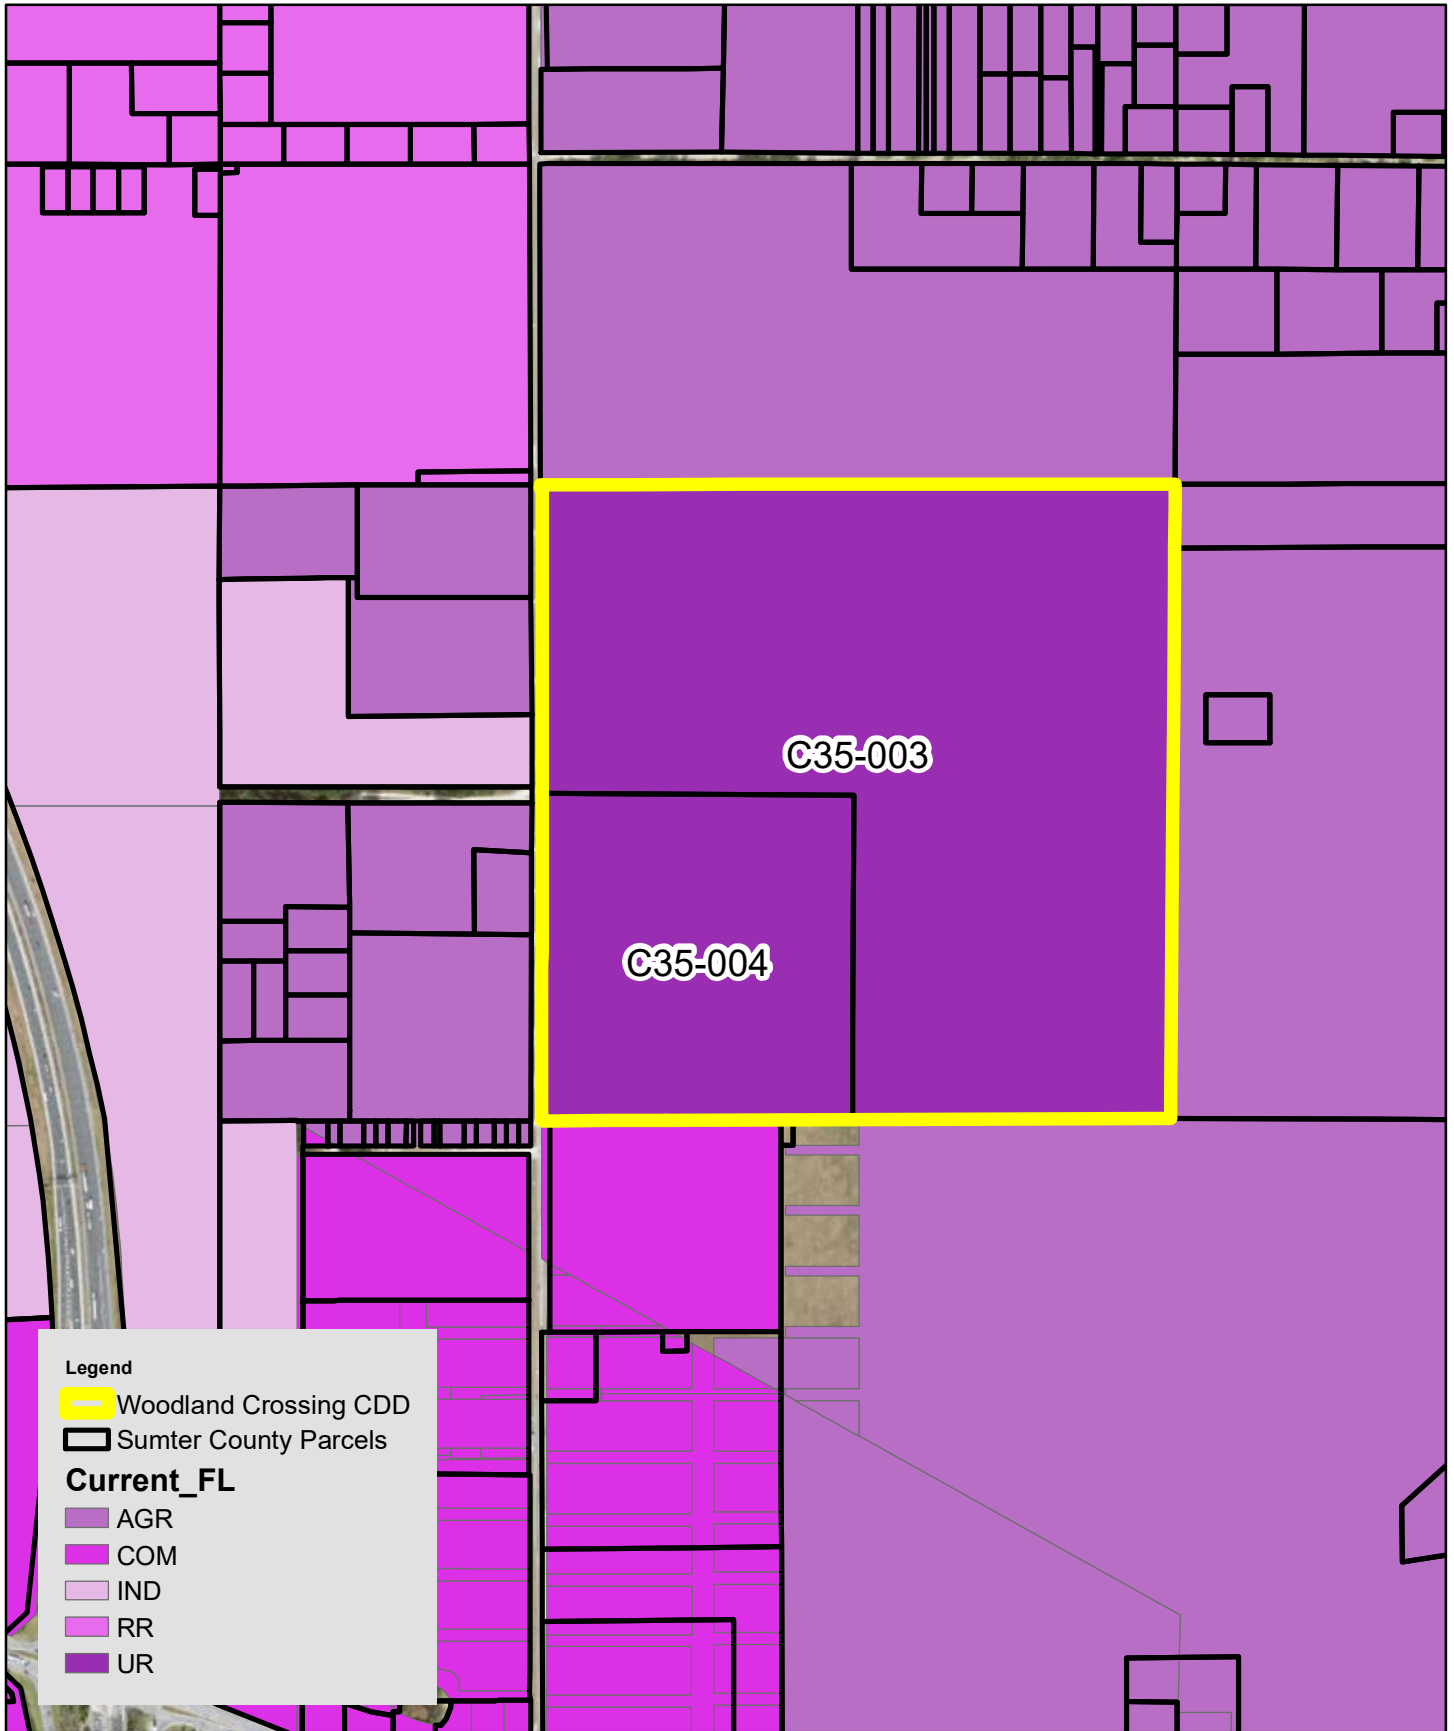 C35-003
C35-004
Legend
Woodland Crossing CDD
Sumter County Parcels
Current_FL
AGR
COM
IND
RR
UR